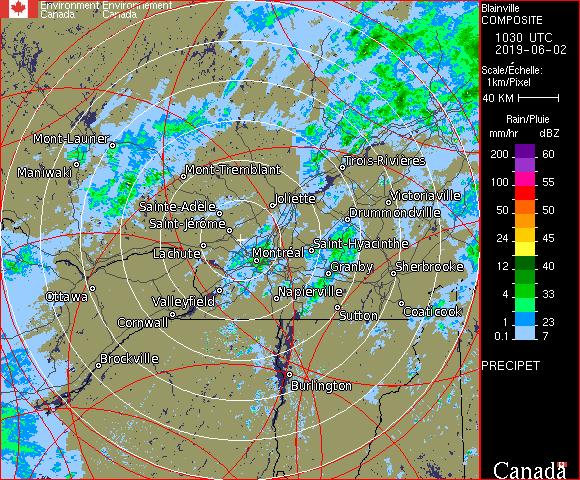 Environment Environnement
Canada Canada
Blainville
COMPOSITE
1030 UTC
2019-06-02
Scale/Échelle:
1km/Pixel
40 KM
Rain/Pluie
mm/hr dBZ
200 60
100 55
50 50
24 45
12 40
4 33
1 23
0.1 7
PRECIPET
Canada
Mont-Laurier
Maniwaki
Mont-Tremblant
Trois-Rivières
Sainte-Adèle
Joliette
Victoriaville
Saint-Jérôme
Drummondville
Lachute
Montréal
Saint-Hyacinthe
Granby
Sherbrooke
Ottawa
Valleyfield
Napierville
Cornwall
Sutton
Coaticook
Brockville
Burlington